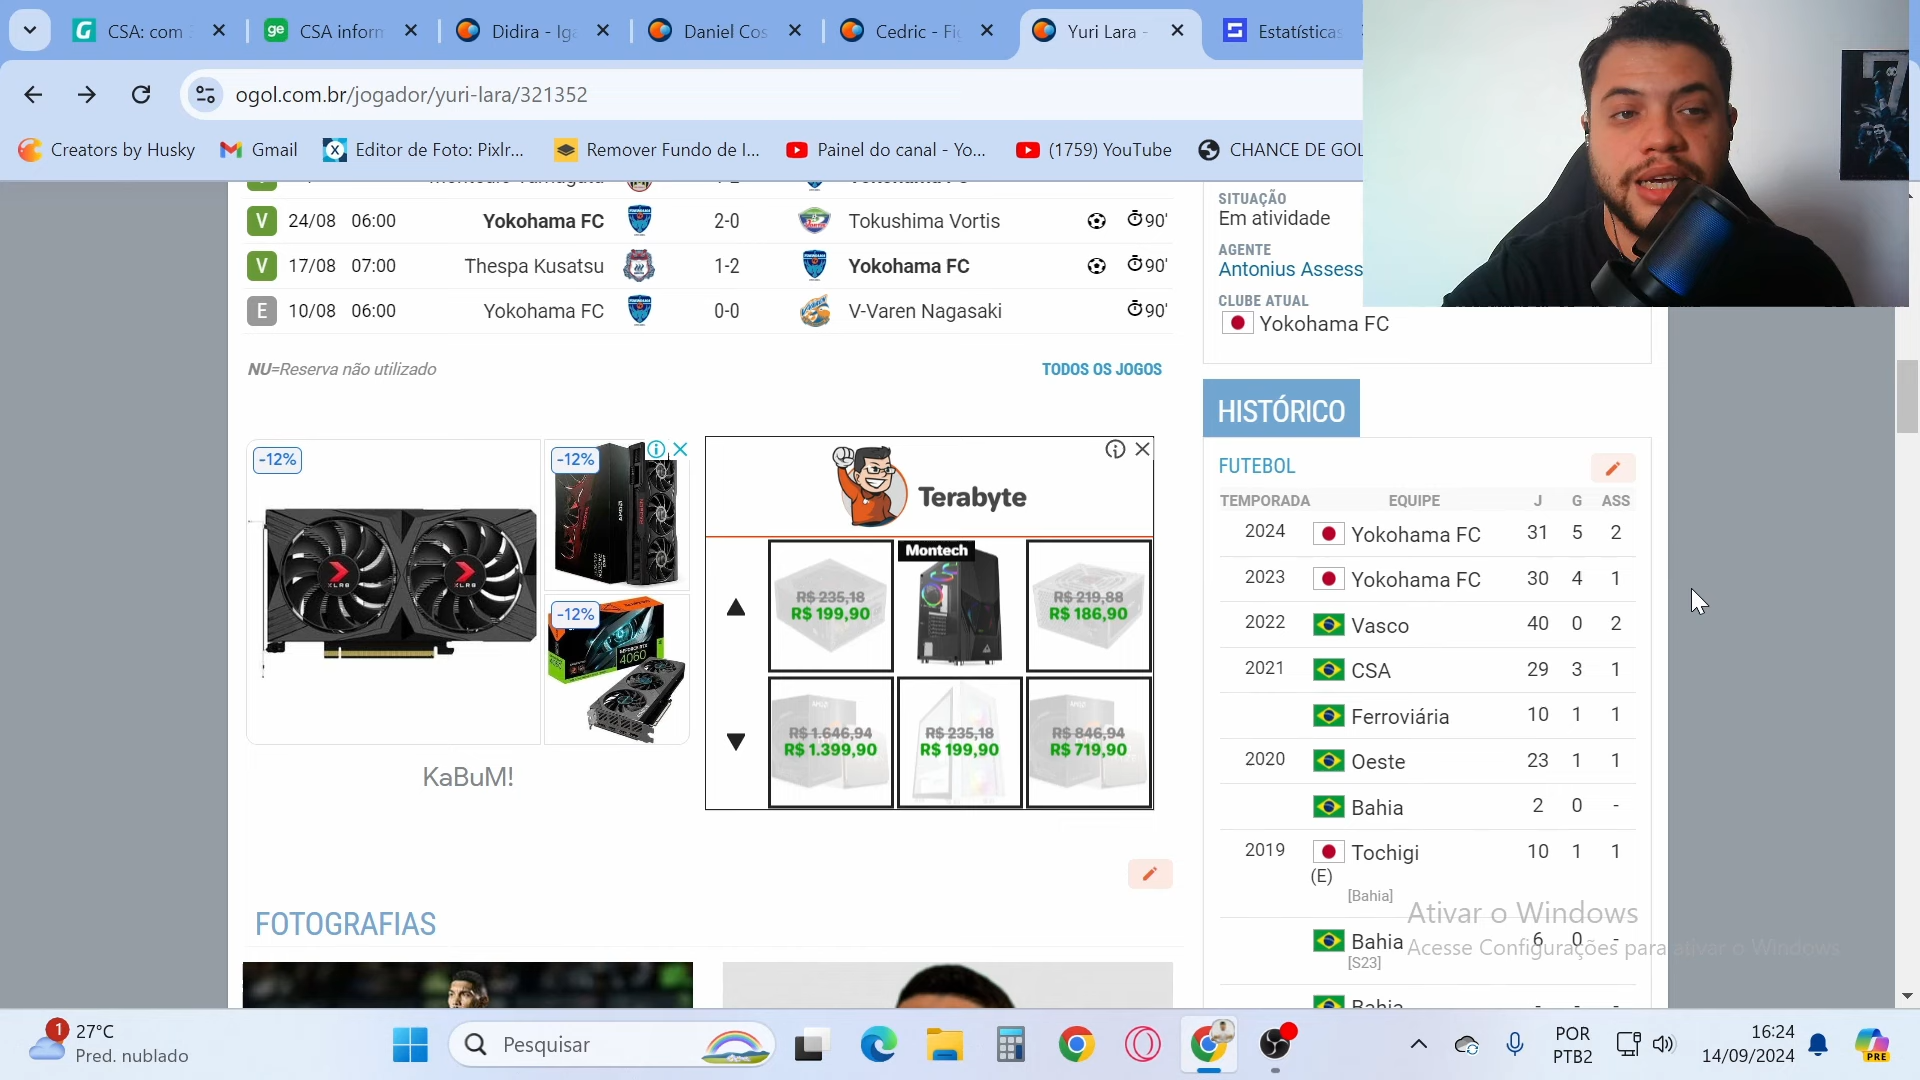 CSA: com
CSA inform
Didira - Iga
Daniel Cos
Cedric - Fi
Yuri Lara -
Estatísticas
ogol.com.br/jogador/yuri-lara/321352
Creators by Husky
Gmail
Editor de Foto: Pixlr...
Remover Fundo de I...
Painel do canal - Yo...
(1759) YouTube
CHANCE DE GOL
V 24/08 06:00 Yokohama FC 2-0 Tokushima Vortis 90'
V 17/08 07:00 Thespa Kusatsu 1-2 Yokohama FC 90'
E 10/08 06:00 Yokohama FC 0-0 V-Varen Nagasaki 90'
NU=Reserva não utilizado
TODOS OS JOGOS
SITUAÇÃO
Em atividade
AGENTE
Antonius Assess
CLUBE ATUAL
Yokohama FC
-12%
-12%
-12%
GEFORCE RTX
4060
KaBuM!
Terabyte
R$ 235,18
R$ 199,90
Montech
R$ 219,88
R$ 186,90
R$ 1.646,94
R$ 1.399,90
R$ 235,18
R$ 199,90
R$ 846,94
R$ 719,90
HISTÓRICO
FUTEBOL
TEMPORADA EQUIPE J G ASS
2024 Yokohama FC 31 5 2
2023 Yokohama FC 30 4 1
2022 Vasco 40 0 2
2021 CSA 29 3 1
Ferroviária 10 1 1
2020 Oeste 23 1 1
Bahia 2 0 -
2019 Tochigi 10 1 1
(E)
[Bahia]
Bahia 6 0 -
[S23]
Bahia - - -
Ativar o Windows
Acesse Configurações para ativar o Windows
FOTOGRAFIAS
1
27°C
Pred. nublado
Pesquisar
POR
PTB2
16:24
14/09/2024
PRE